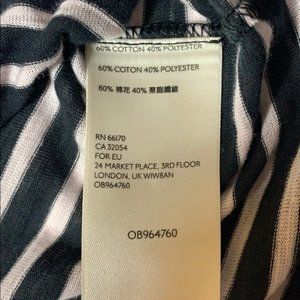 60% COTTON 40% POLYESTER
60% COTTON 40% POLYESTER
60% 棉花 40% 聚酯纖維
RN 66170
CA 32054
FOR EU
24 MARKET PLACE, 3RD FLOOR
LONDON, UK W1W8AN
OB964760
OB964760